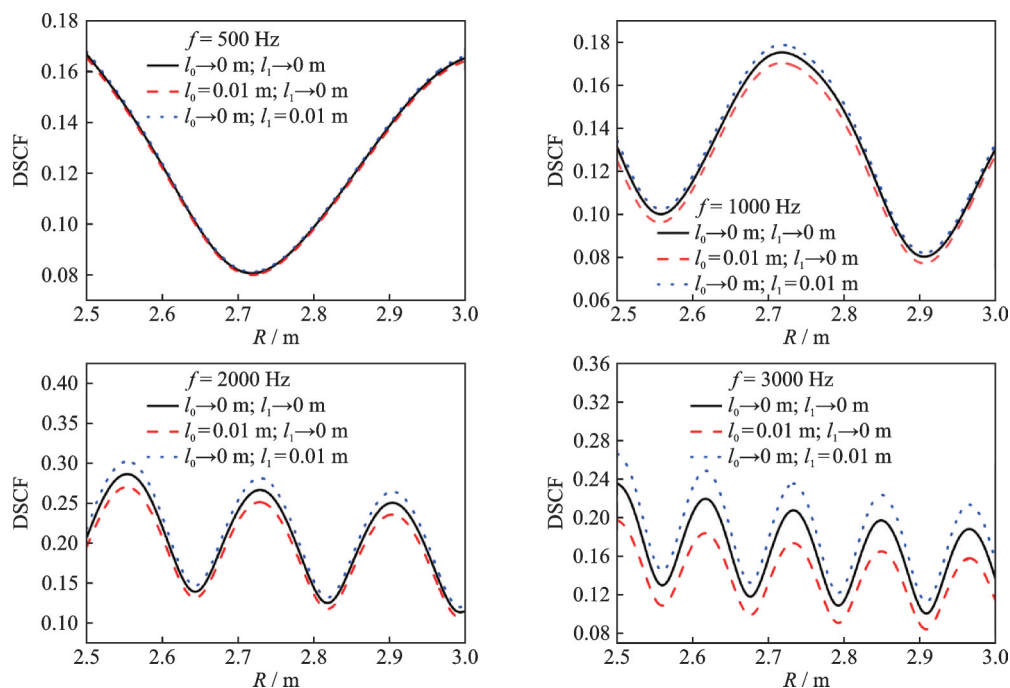 0.18
0.16
0.14
0.12
0.10
0.08
DSCF
f = 500 Hz
l₀→0 m; l₁→0 m
l₀=0.01 m; l₁→0 m
l₀→0 m; l₁=0.01 m
2.5 2.6 2.7 2.8 2.9 3.0
R / m
0.18
0.16
0.14
0.12
0.10
0.08
0.06
DSCF
f = 1000 Hz
l₀→0 m; l₁→0 m
l₀=0.01 m; l₁→0 m
l₀→0 m; l₁=0.01 m
2.5 2.6 2.7 2.8 2.9 3.0
R / m
0.40
0.35
0.30
0.25
0.20
0.15
0.10
DSCF
f = 2000 Hz
l₀→0 m; l₁→0 m
l₀=0.01 m; l₁→0 m
l₀→0 m; l₁=0.01 m
2.5 2.6 2.7 2.8 2.9 3.0
R / m
0.36
0.32
0.28
0.24
0.20
0.16
0.12
0.08
DSCF
f = 3000 Hz
l₀→0 m; l₁→0 m
l₀=0.01 m; l₁→0 m
l₀→0 m; l₁=0.01 m
2.5 2.6 2.7 2.8 2.9 3.0
R / m